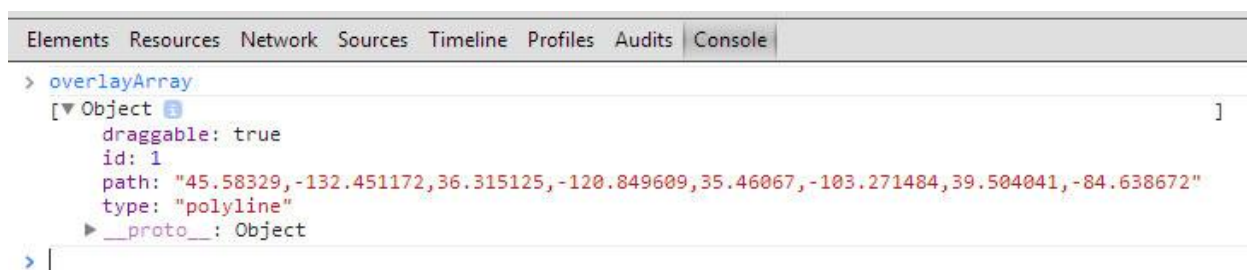 Elements Resources Network Sources Timeline Profiles Audits Console
> overlayArray
[▼ Object i ]
draggable: true
id: 1
path: "45.58329,-132.451172,36.315125,-120.849609,35.46067,-103.271484,39.504041,-84.638672"
type: "polyline"
▶ __proto__: Object
>